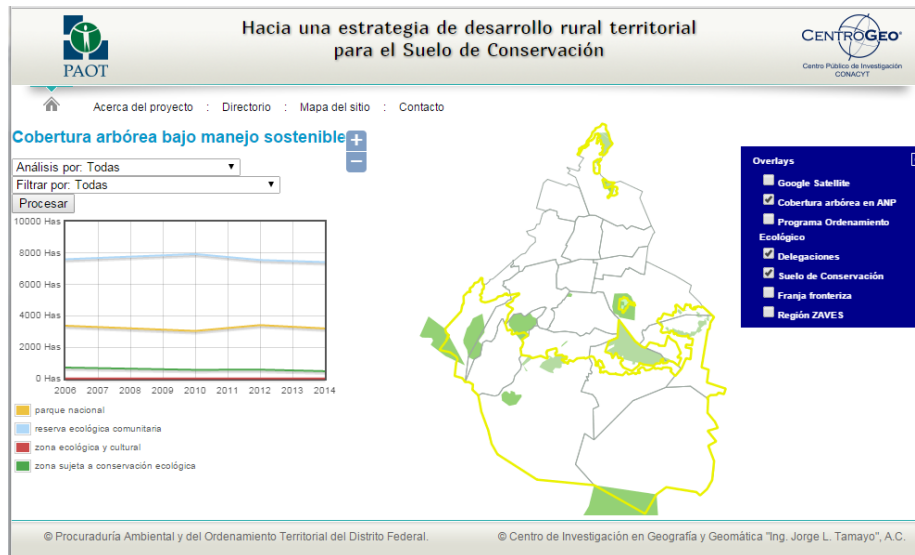 PAOT
Hacia una estrategia de desarrollo rural territorial
para el Suelo de Conservación
CENTROGEO
Centro Público de Investigación
CONACYT
Acerca del proyecto : Directorio : Mapa del sitio : Contacto
Cobertura arbórea bajo manejo sostenible
+
−
Análisis por: Todas
Filtrar por: Todas
Procesar
10000 Has
8000 Has
6000 Has
4000 Has
2000 Has
0 Has
2006 2007 2008 2009 2010 2011 2012 2013 2014
parque nacional
reserva ecológica comunitaria
zona ecológica y cultural
zona sujeta a conservación ecológica
Overlays
Google Satellite
Cobertura arbórea en ANP
Programa Ordenamiento
Ecológico
Delegaciones
Suelo de Conservación
Franja fronteriza
Región ZAVES
© Procuraduría Ambiental y del Ordenamiento Territorial del Distrito Federal.
© Centro de Investigación en Geografía y Geomática "Ing. Jorge L. Tamayo", A.C.